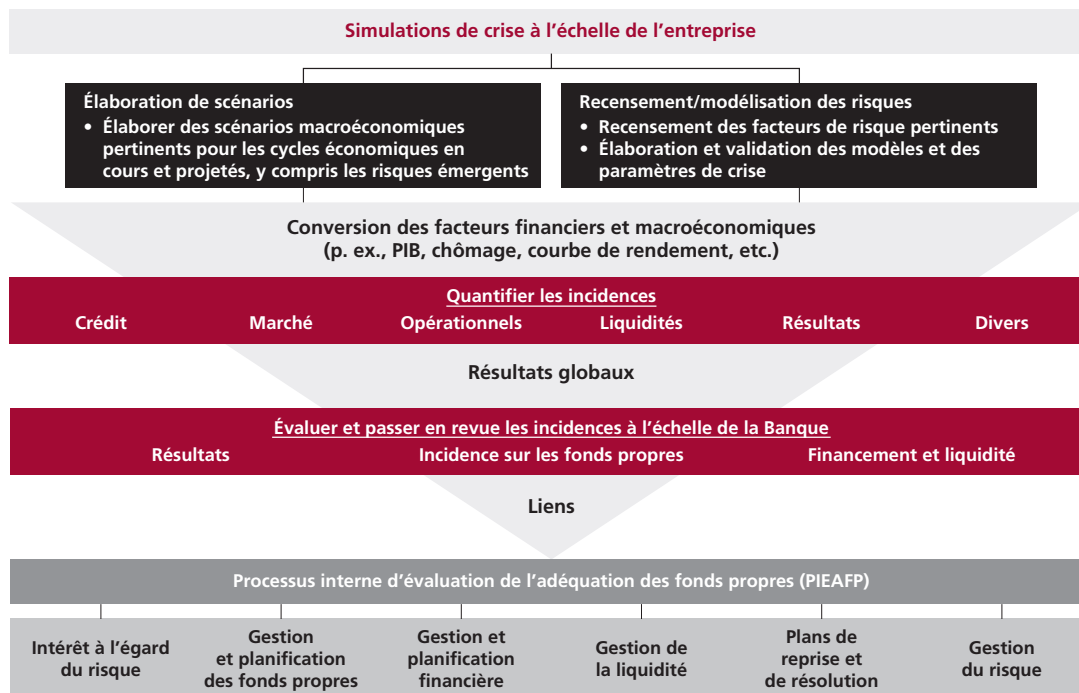 Simulations de crise à l’échelle de l’entreprise
Élaboration de scénarios
• Élaborer des scénarios macroéconomiques
pertinents pour les cycles économiques en
cours et projetés, y compris les risques émergents
Recensement/modélisation des risques
• Recensement des facteurs de risque pertinents
• Élaboration et validation des modèles et des
paramètres de crise
Conversion des facteurs financiers et macroéconomiques
(p. ex., PIB, chômage, courbe de rendement, etc.)
Quantifier les incidences
Crédit Marché Opérationnels Liquidités Résultats Divers
Résultats globaux
Évaluer et passer en revue les incidences à l’échelle de la Banque
Résultats Incidence sur les fonds propres Financement et liquidité
Liens
Processus interne d’évaluation de l’adéquation des fonds propres (PIEAFP)
Intérêt à l’égard
du risque
Gestion
et planification
des fonds propres
Gestion et
planification
financière
Gestion de
la liquidité
Plans de
reprise et
de résolution
Gestion
du risque